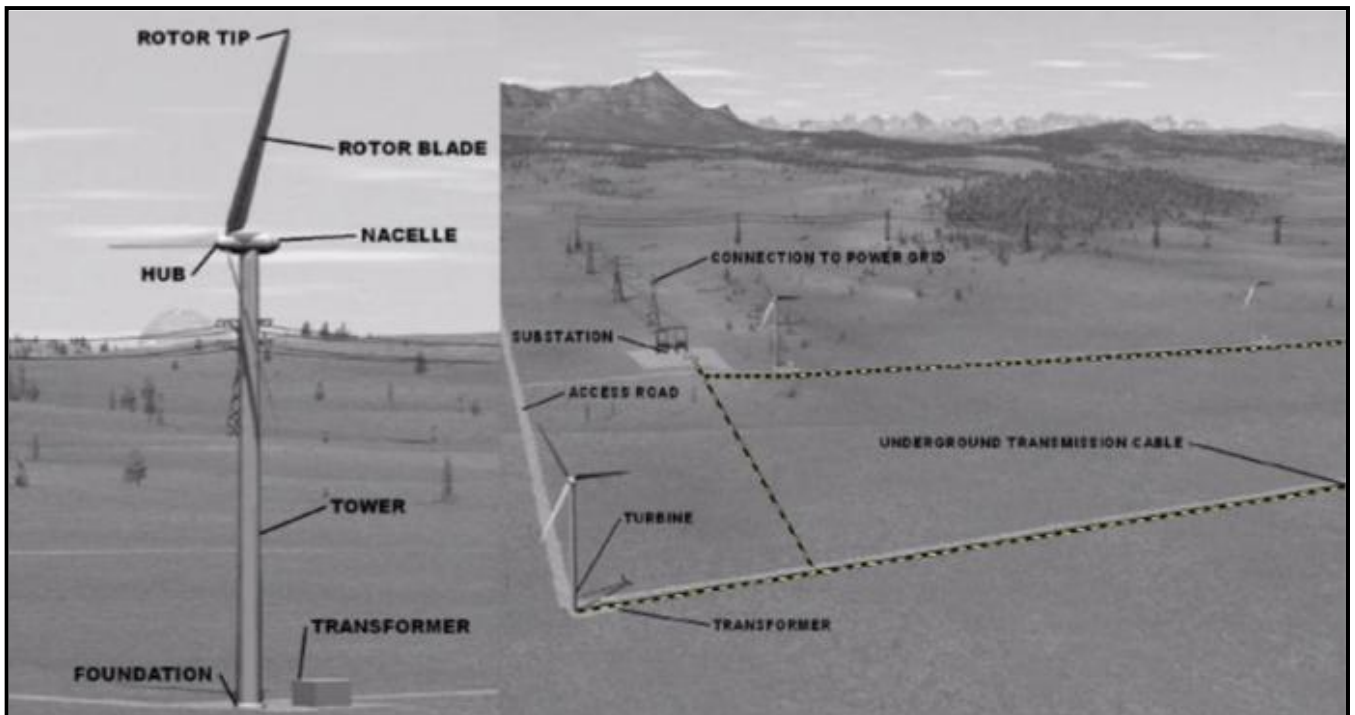 ROTOR TIP
ROTOR BLADE
NACELLE
HUB
TOWER
TRANSFORMER
FOUNDATION
CONNECTION TO POWER GRID
SUBSTATION
ACCESS ROAD
UNDERGROUND TRANSMISSION CABLE
TURBINE
TRANSFORMER